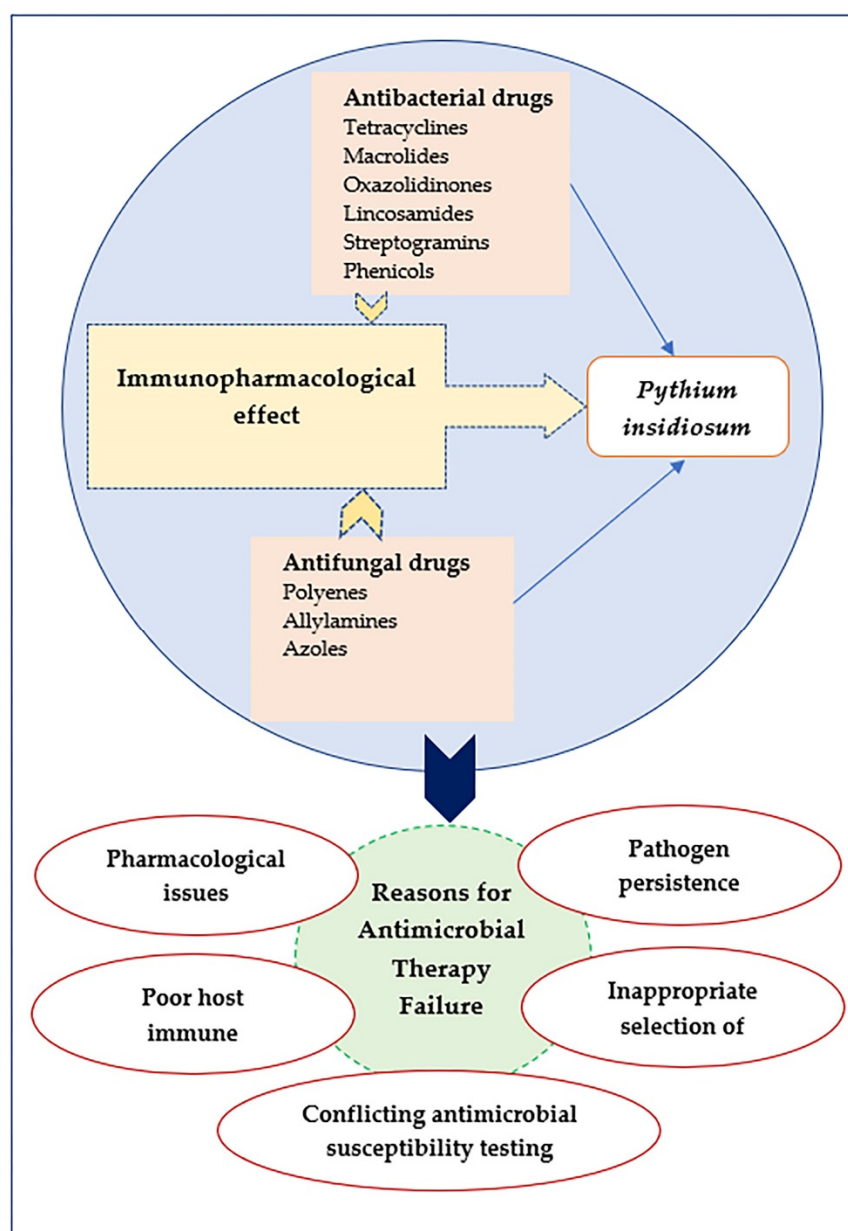 Antibacterial drugs
Tetracyclines
Macrolides
Oxazolidinones
Lincosamides
Streptogramins
Phenicols
Immunopharmacological
effect
Pythium
insidiosum
Antifungal drugs
Polyenes
Allylamines
Azoles
Reasons for
Antimicrobial
Therapy
Failure
Pharmacological
issues
Pathogen
persistence
Poor host
immune
Inappropriate
selection of
Conflicting antimicrobial
susceptibility testing